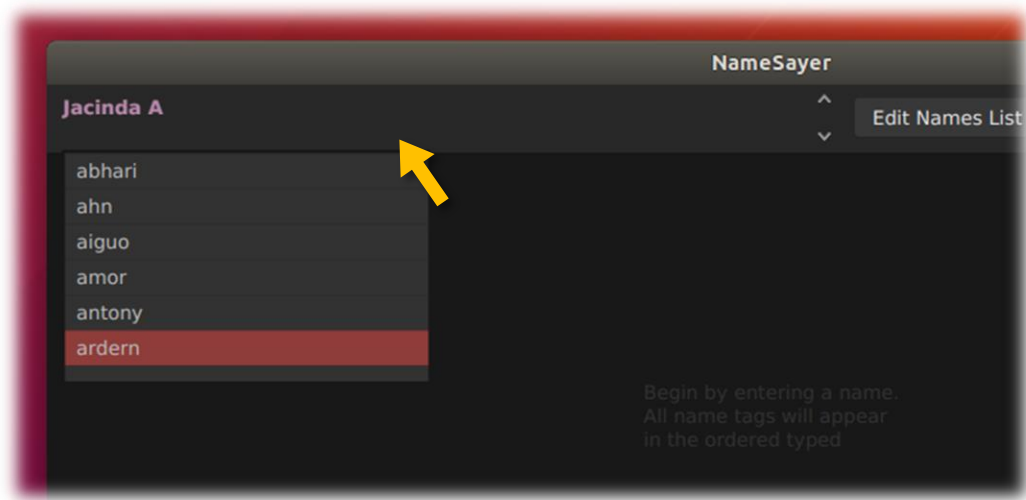 NameSayer
Jacinda A
Edit Names List
abhari
ahn
aiguo
amor
antony
ardern
Begin by entering a name.
All name tags will appear
in the ordered typed